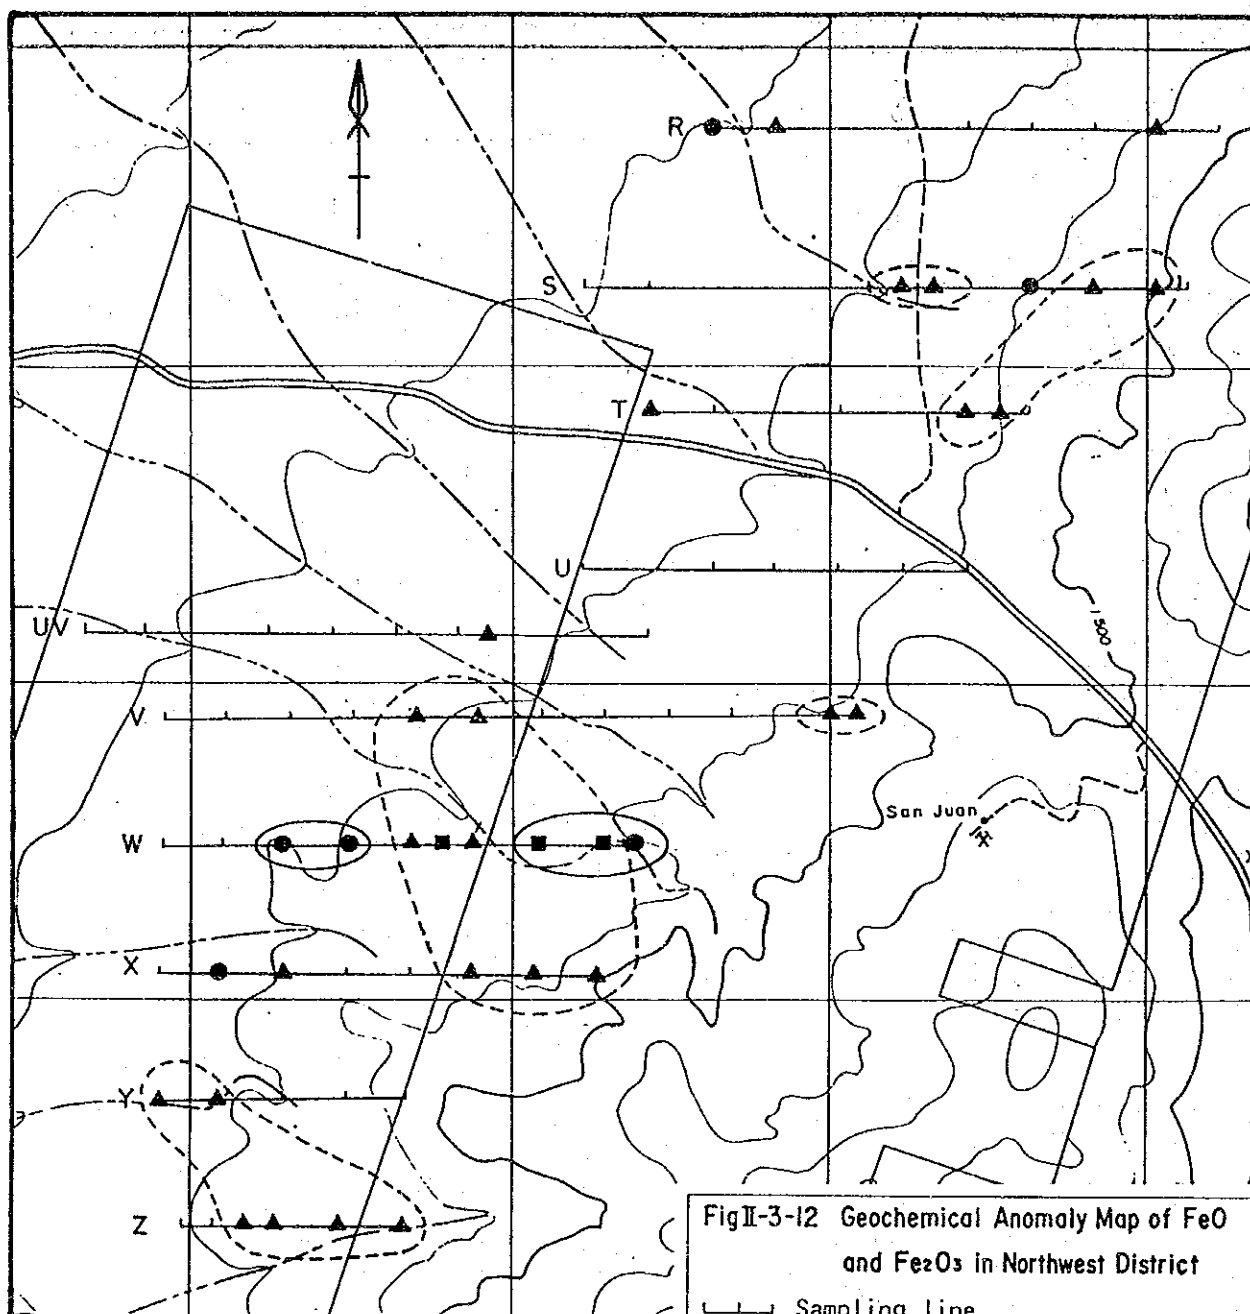 R
S
T
U
UV
1500
V
San Juan
W
X
Y
Z
Fig II-3-12 Geochemical Anomaly Map of FeO
and Fe₂O₃ in Northwest District
Sampling line